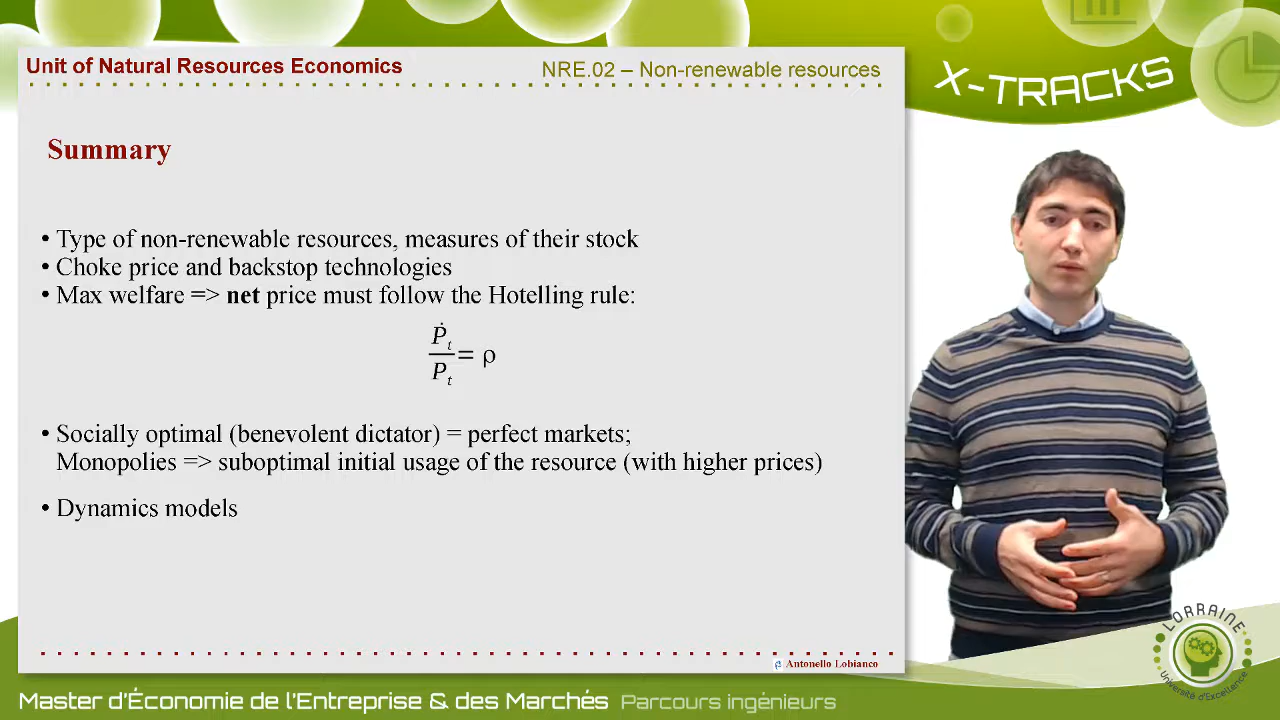 Unit of Natural Resources Economics
NRE.02 – Non-renewable resources
X-TRACKS
Summary
• Type of non-renewable resources, measures of their stock
• Choke price and backstop technologies
• Max welfare => net price must follow the Hotelling rule:
Ṗt / Pt = ρ
• Socially optimal (benevolent dictator) = perfect markets;
Monopolies => suboptimal initial usage of the resource (with higher prices)
• Dynamics models
Antonello Lobianco
LORRAINE
Université d'Excellence
Master d'Économie de l'Entreprise & des Marchés Parcours ingénieurs